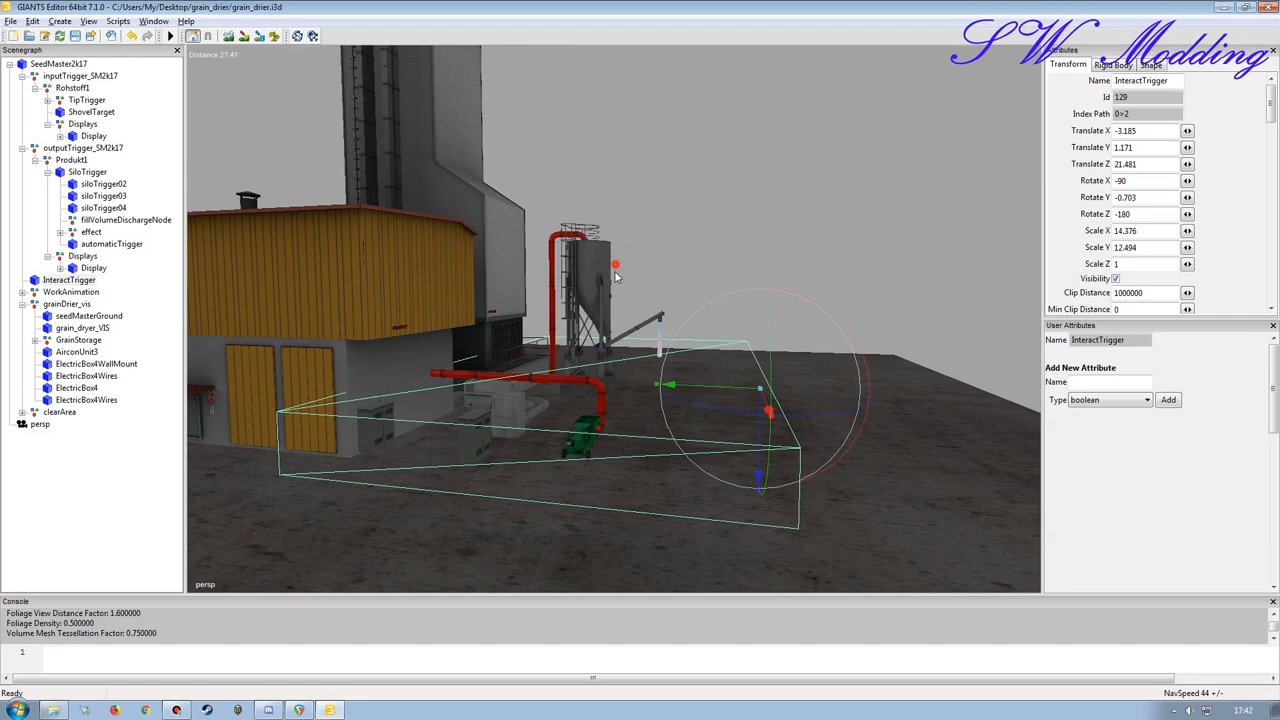 GIANTS Editor 64bit 7.1.0 - C:/Users/My/Desktop/grain_drier/grain_drier.i3d
File Edit Create View Scripts Window Help
SW Modding
Scenegraph
SeedMaster2k17
inputTrigger_SM2k17
Rohstoff1
TipTrigger
ShovelTarget
Displays
Display
outputTrigger_SM2k17
Produkt1
SiloTrigger
siloTrigger02
siloTrigger03
siloTrigger04
fillVolumeDischargeNode
effect
automaticTrigger
Displays
Display
InteractTrigger
WorkAnimation
grainDrier_vis
seedMasterGround
grain_dryer_VIS
GrainStorage
AirconUnit3
ElectricBox4WallMount
ElectricBox4Wires
ElectricBox4
ElectricBox4Wires
clearArea
persp
Distance 27.41
persp
Attributes
Transform Rigid Body Shape
Name InteractTrigger
Id 129
Index Path 0>2
Translate X -3.185
Translate Y 1.171
Translate Z 21.481
Rotate X -90
Rotate Y -0.703
Rotate Z -180
Scale X 14.376
Scale Y 12.494
Scale Z 1
Visibility
Clip Distance 1000000
Min Clip Distance 0
User Attributes
Name InteractTrigger
Add New Attribute
Name
Type boolean Add
Console
Foliage View Distance Factor: 1.600000
Foliage Density: 0.500000
Volume Mesh Tessellation Factor: 0.750000
1
Ready
NavSpeed 44 +/-
17:42